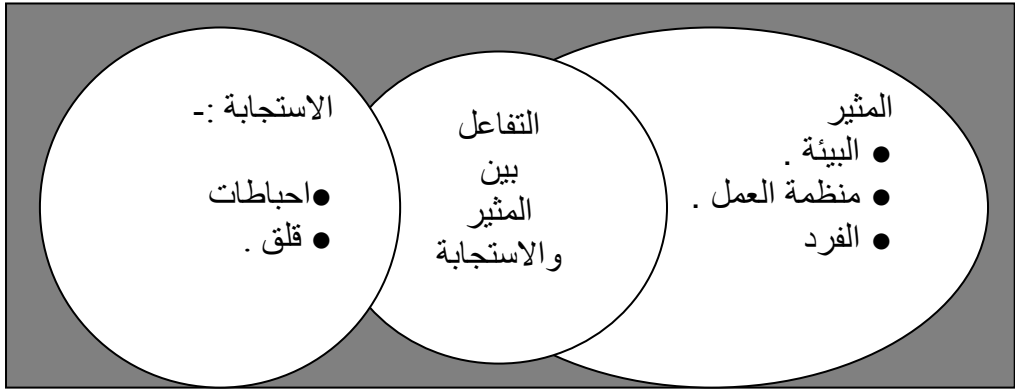 المثير
● البيئة .
● منظمة العمل .
● الفرد
التفاعل
بين
المثير
والاستجابة
الاستجابة :-
●احباطات
● قلق .